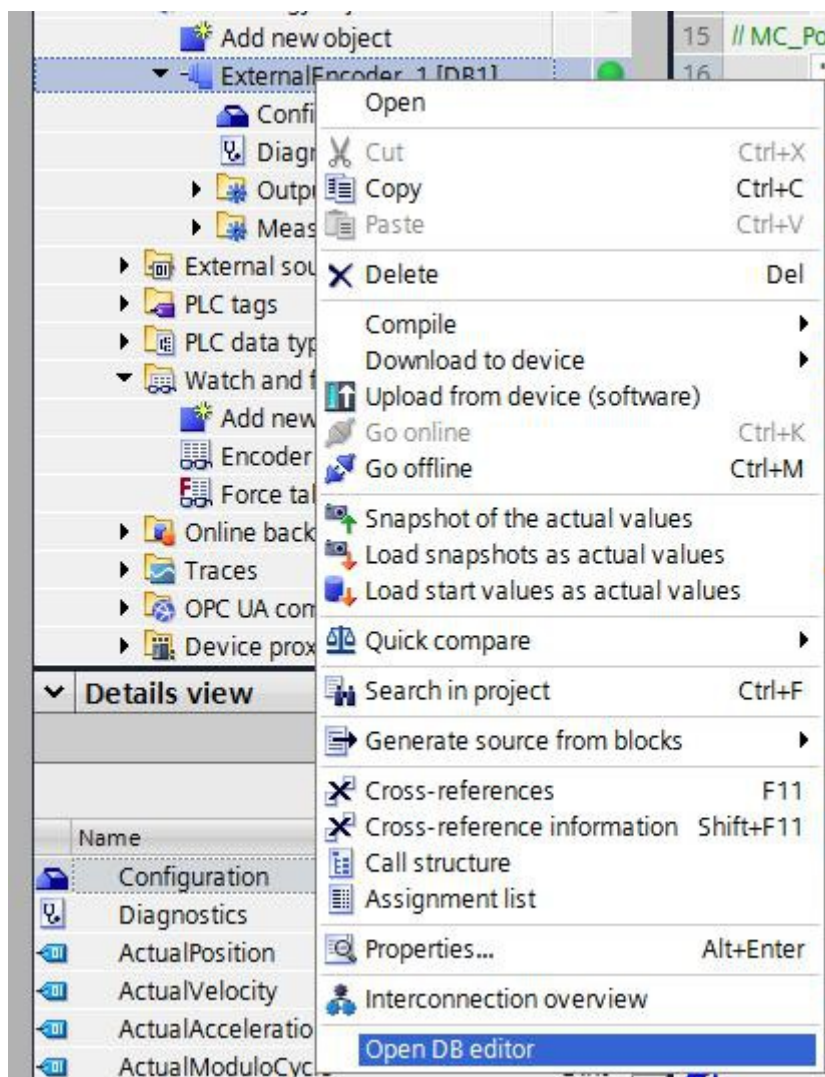 Add new object
15 // MC_Po
ExternalEncoder_1 [DB1]
16
Confi
Diagr
Outpu
Meas
External sou
PLC tags
PLC data typ
Watch and f
Add new
Encoder
Force tal
Online back
Traces
OPC UA com
Device prox
Open
Cut Ctrl+X
Copy Ctrl+C
Paste Ctrl+V
Delete Del
Compile
Download to device
Upload from device (software)
Go online Ctrl+K
Go offline Ctrl+M
Snapshot of the actual values
Load snapshots as actual values
Load start values as actual values
Quick compare
Search in project Ctrl+F
Generate source from blocks
Cross-references F11
Cross-reference information Shift+F11
Call structure
Assignment list
Properties... Alt+Enter
Interconnection overview
Open DB editor
Details view
Name
Configuration
Diagnostics
ActualPosition
ActualVelocity
ActualAcceleratio
ActualModuloCyc